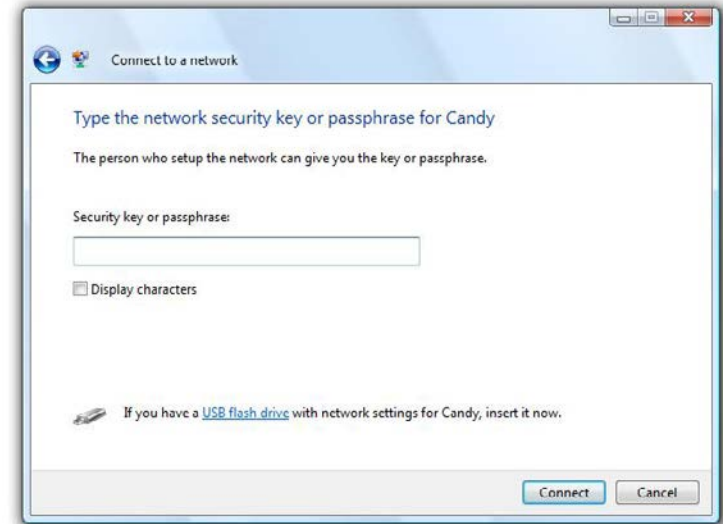 Connect to a network
Type the network security key or passphrase for Candy
The person who setup the network can give you the key or passphrase.
Security key or passphrase:
Display characters
If you have a USB flash drive with network settings for Candy, insert it now.
Connect Cancel